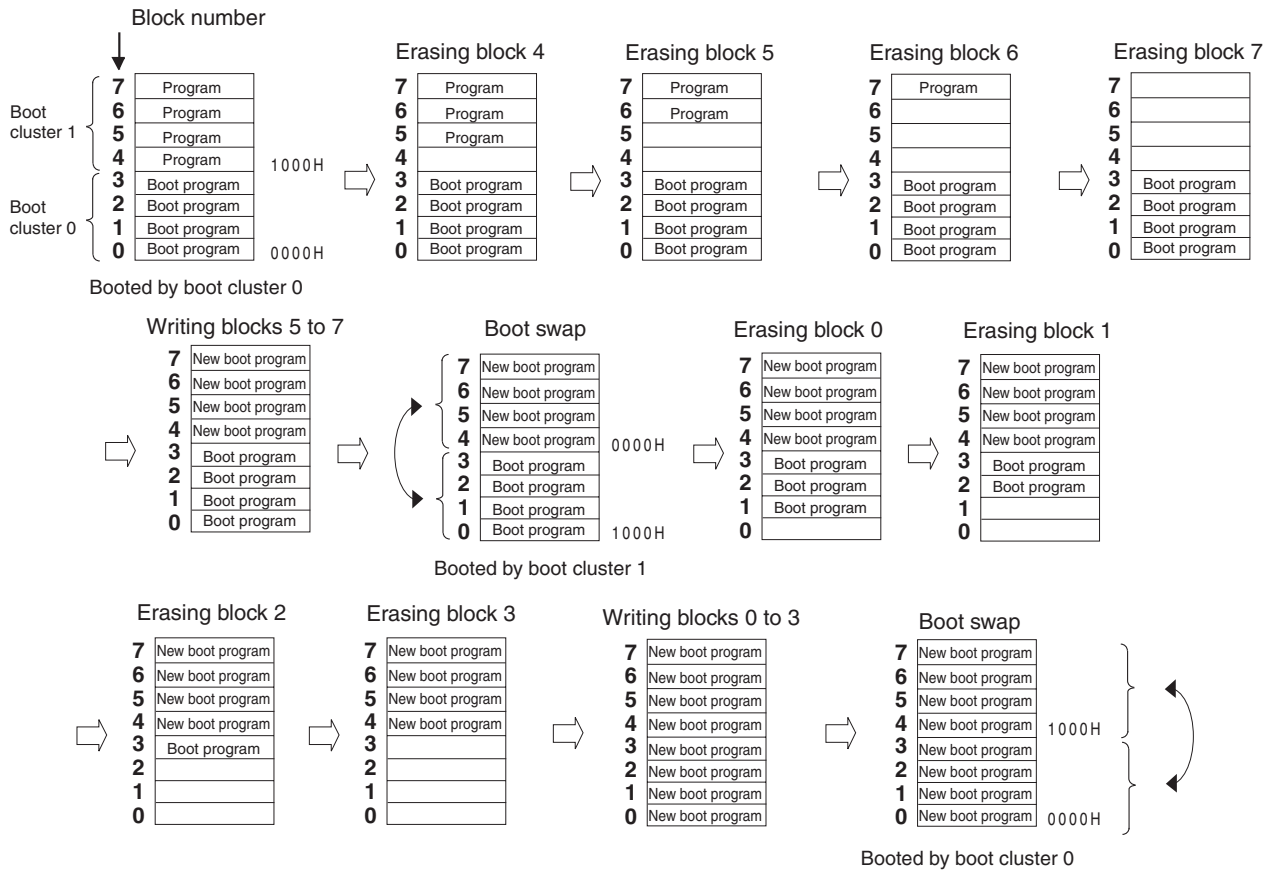 Block number
Erasing block 4 Erasing block 5 Erasing block 6 Erasing block 7
7 Program 7 Program 7 Program 7 Program 7
6 Program 6 Program 6 Program 6 6
Boot
cluster 1
5 Program 5 Program 5 5 5
4 Program 1000H 4 4 4 4
3 Boot program 3 Boot program 3 Boot program 3 Boot program 3 Boot program
Boot
cluster 0
2 Boot program 2 Boot program 2 Boot program 2 Boot program 2 Boot program
1 Boot program 1 Boot program 1 Boot program 1 Boot program 1 Boot program
0 Boot program 0000H 0 Boot program 0 Boot program 0 Boot program 0 Boot program
Booted by boot cluster 0
Writing blocks 5 to 7 Boot swap Erasing block 0 Erasing block 1
7 New boot program 7 New boot program 7 New boot program 7 New boot program
6 New boot program 6 New boot program 6 New boot program 6 New boot program
5 New boot program 5 New boot program 5 New boot program 5 New boot program
4 New boot program 4 New boot program 0000H 4 New boot program 4 New boot program
3 Boot program 3 Boot program 3 Boot program 3 Boot program
2 Boot program 2 Boot program 2 Boot program 2 Boot program
1 Boot program 1 Boot program 1 Boot program 1
0 Boot program 0 Boot program 1000H 0 0
Booted by boot cluster 1
Erasing block 2 Erasing block 3 Writing blocks 0 to 3 Boot swap
7 New boot program 7 New boot program 7 New boot program 7 New boot program
6 New boot program 6 New boot program 6 New boot program 6 New boot program
5 New boot program 5 New boot program 5 New boot program 5 New boot program
4 New boot program 4 New boot program 4 New boot program 4 New boot program 1000H
3 Boot program 3 3 New boot program 3 New boot program
2 2 2 New boot program 2 New boot program
1 1 1 New boot program 1 New boot program
0 0 0 New boot program 0 New boot program 0000H
Booted by boot cluster 0